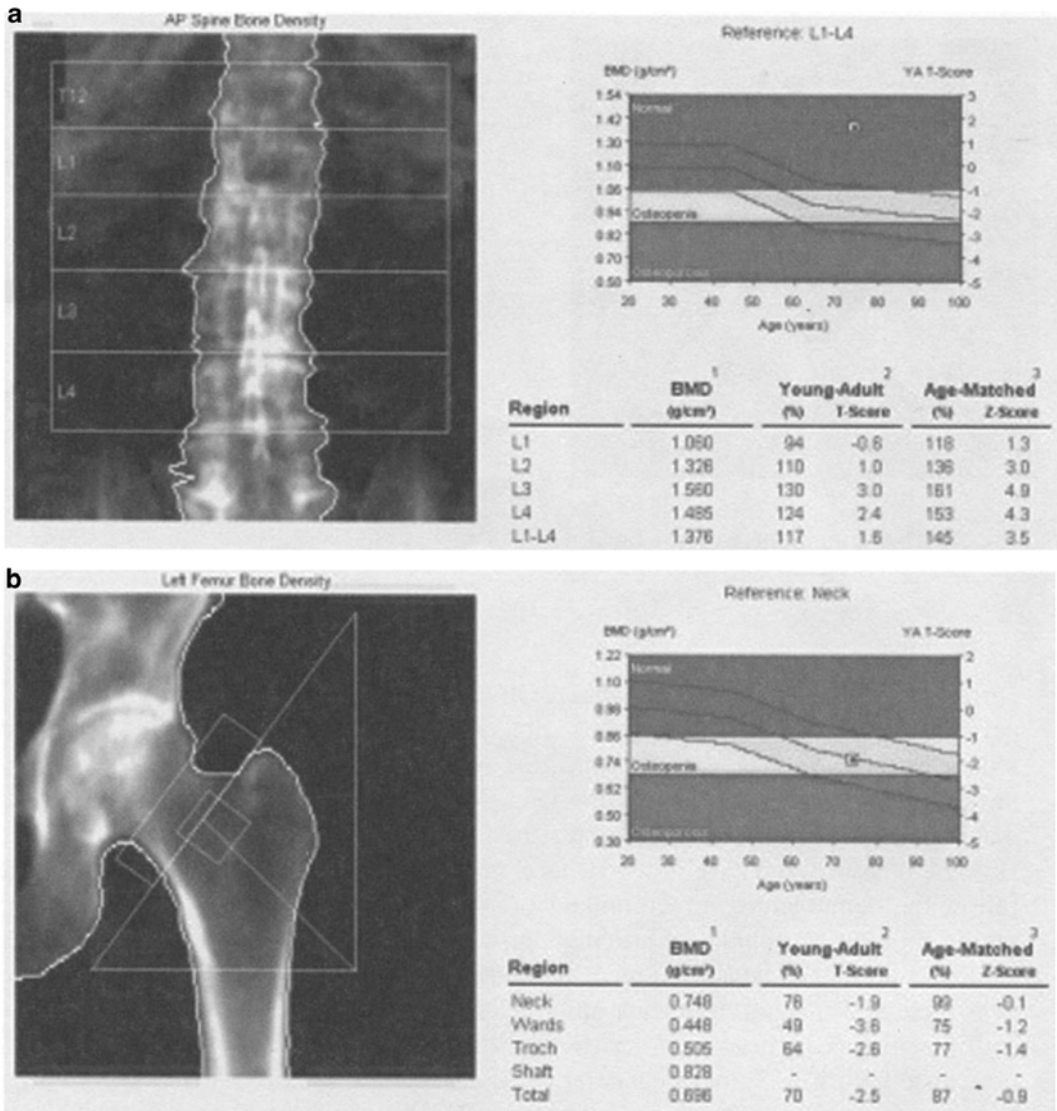 a
AP Spine Bone Density
T12
L1
L2
L3
L4
Reference: L1-L4
BMD (g/cm²) YA T-Score
1.54 3
1.42 2
1.30 1
1.18 0
1.06 -1
0.94 -2
0.82 -3
0.70 -4
0.58 -5
Normal
Osteopenia
Osteoporosis
20 30 40 50 60 70 80 90 100
Age (years)
BMD 1 Young-Adult 2 Age-Matched 3
Region (g/cm²) (%) T-Score (%) Z-Score
L1 1.060 94 -0.6 118 1.3
L2 1.326 110 1.0 136 3.0
L3 1.560 130 3.0 161 4.9
L4 1.485 124 2.4 153 4.3
L1-L4 1.376 117 1.6 145 3.5
b
Left Femur Bone Density
Reference: Neck
BMD (g/cm²) YA T-Score
1.22 2
1.10 1
0.98 0
0.86 -1
0.74 -2
0.62 -3
0.50 -4
0.38 -5
Normal
Osteopenia
Osteoporosis
20 30 40 50 60 70 80 90 100
Age (years)
BMD 1 Young-Adult 2 Age-Matched 3
Region (g/cm²) (%) T-Score (%) Z-Score
Neck 0.748 76 -1.9 99 -0.1
Wards 0.448 49 -3.6 75 -1.2
Troch 0.505 64 -2.6 77 -1.4
Shaft 0.828 - - - -
Total 0.696 70 -2.5 87 -0.9